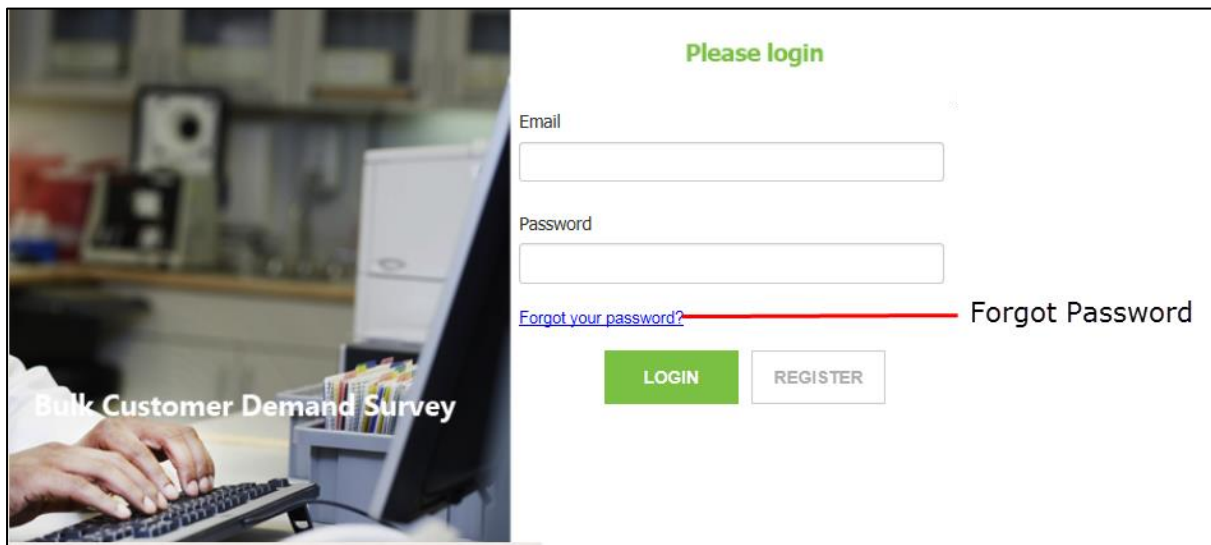 Please login
Email
Password
Forgot your password?
Forgot Password
LOGIN
REGISTER
Bulk Customer Demand Survey